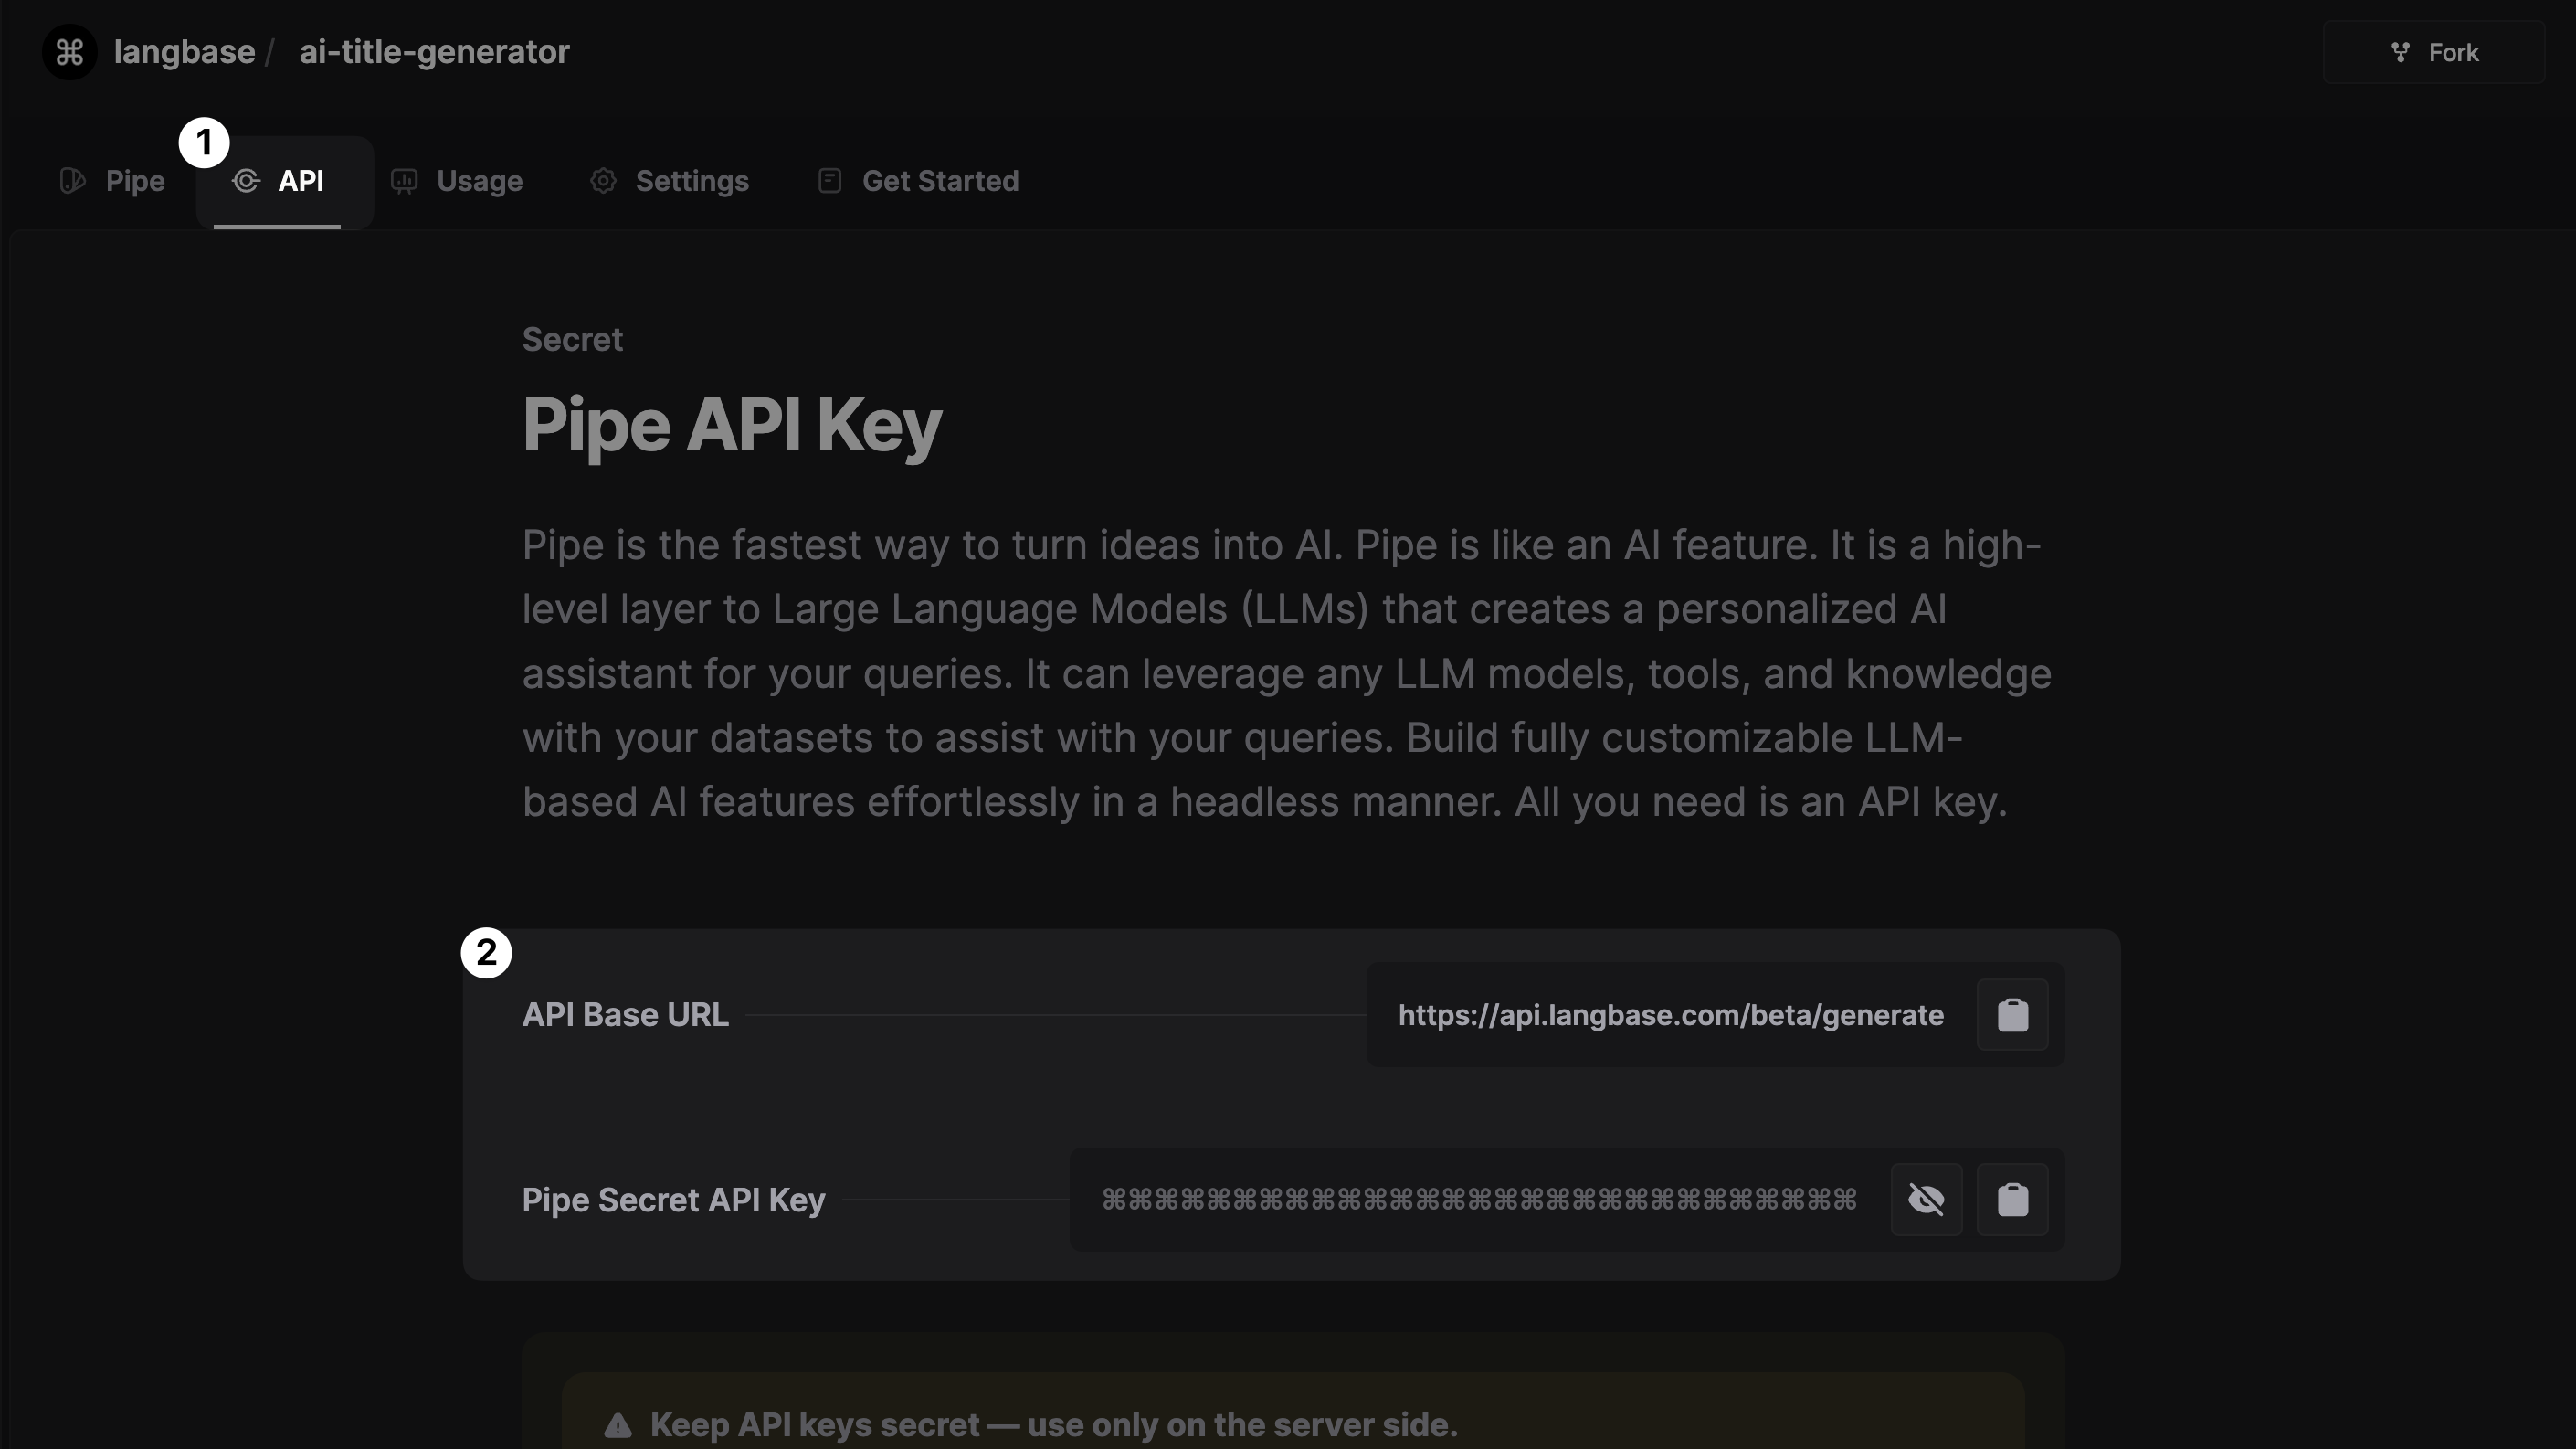 ⌘ langbase / ai-title-generator
Fork
1
Pipe API Usage Settings Get Started
Secret
Pipe API Key
Pipe is the fastest way to turn ideas into AI. Pipe is like an AI feature. It is a high-
level layer to Large Language Models (LLMs) that creates a personalized AI
assistant for your queries. It can leverage any LLM models, tools, and knowledge
with your datasets to assist with your queries. Build fully customizable LLM-
based AI features effortlessly in a headless manner. All you need is an API key.
2
API Base URL https://api.langbase.com/beta/generate
Pipe Secret API Key ⌘⌘⌘⌘⌘⌘⌘⌘⌘⌘⌘⌘⌘⌘⌘⌘⌘⌘⌘⌘⌘⌘⌘⌘⌘⌘⌘⌘⌘
Keep API keys secret — use only on the server side.